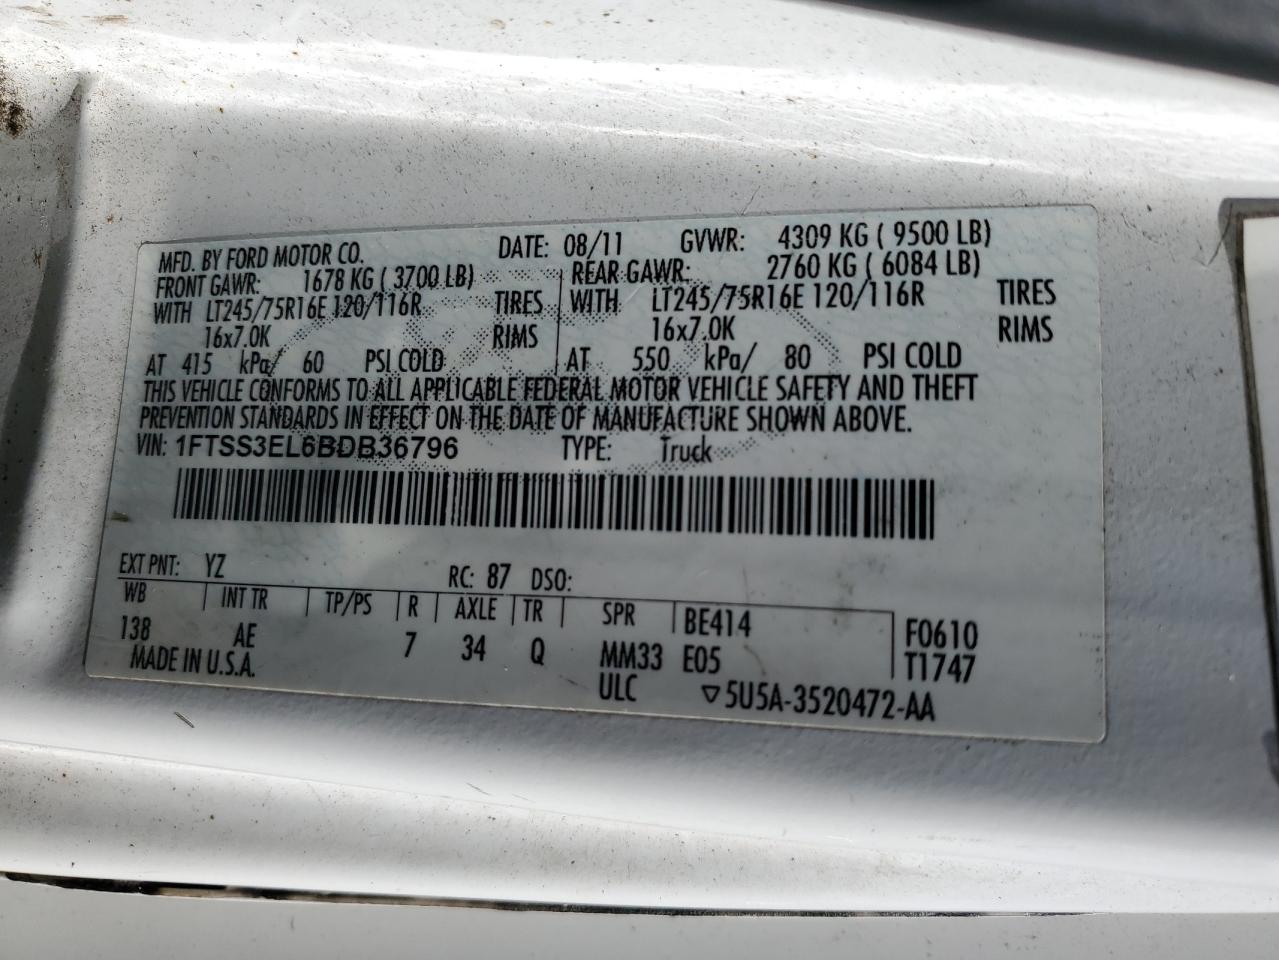 MFD. BY FORD MOTOR CO. DATE: 08/11 GVWR: 4309 KG ( 9500 LB)
FRONT GAWR: 1678 KG ( 3700 LB) REAR GAWR: 2760 KG ( 6084 LB)
WITH LT245/75R16E 120/116R TIRES WITH LT245/75R16E 120/116R TIRES
16x7.0K RIMS 16x7.0K RIMS
AT 415 kPa/ 60 PSI COLD AT 550 kPa/ 80 PSI COLD
THIS VEHICLE CONFORMS TO ALL APPLICABLE FEDERAL MOTOR VEHICLE SAFETY AND THEFT
PREVENTION STANDARDS IN EFFECT ON THE DATE OF MANUFACTURE SHOWN ABOVE.
VIN: 1FTSS3EL6BDB36796 TYPE: Truck
EXT PNT: YZ RC: 87 DSO:
WB INT TR TP/PS R AXLE TR SPR BE414 F0610
138 AE 7 34 Q MM33 E05 T1747
MADE IN U.S.A. ULC ▽5U5A-3520472-AA